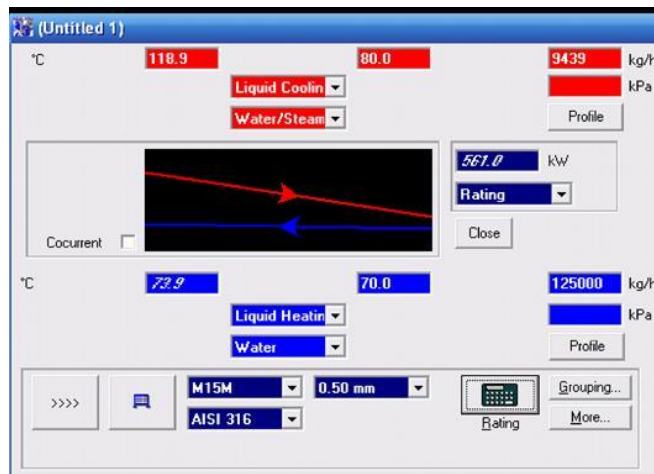 (Untitled 1)
°C 118.9 80.0 9439 kg/h
Liquid Coolin kPa
Water/Steam Profile
561.0 kW
Rating
Cocurrent Close
°C 73.9 70.0 125000 kg/h
Liquid Heatin kPa
Water Profile
>>>> M15M 0.50 mm Grouping...
AISI 316 Rating More...